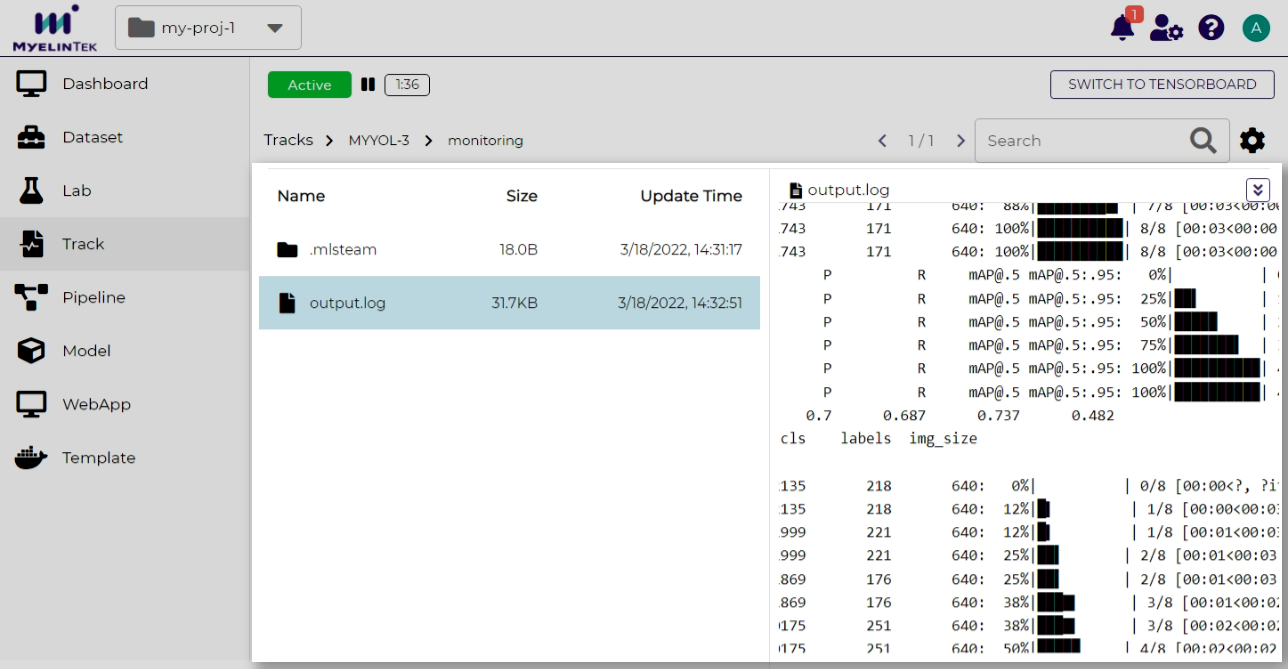 MYELINTEK
my-proj-1
1
A
Dashboard
Dataset
Lab
Track
Pipeline
Model
WebApp
Template
Active
1:36
SWITCH TO TENSORBOARD
Tracks > MYYOL-3 > monitoring
< 1 / 1 >
Search
Name Size Update Time
.mlsteam 18.0B 3/18/2022, 14:31:17
output.log 31.7KB 3/18/2022, 14:32:51
output.log
.743 171 640: 88%| | 7/8 [00:03<00:00
.743 171 640: 100%| | 8/8 [00:03<00:00
.743 171 640: 100%| | 8/8 [00:03<00:00
P R mAP@.5 mAP@.5:.95: 0%| |
P R mAP@.5 mAP@.5:.95: 25%| |
P R mAP@.5 mAP@.5:.95: 50%| |
P R mAP@.5 mAP@.5:.95: 75%| |
P R mAP@.5 mAP@.5:.95: 100%| |
P R mAP@.5 mAP@.5:.95: 100%| |
0.7 0.687 0.737 0.482
cls labels img_size
135 218 640: 0%| | 0/8 [00:00<?, ?i
135 218 640: 12%| | 1/8 [00:00<00:0
999 221 640: 12%| | 1/8 [00:01<00:0
999 221 640: 25%| | 2/8 [00:01<00:03
869 176 640: 25%| | 2/8 [00:01<00:03
869 176 640: 38%| | 3/8 [00:01<00:02
175 251 640: 38%| | 3/8 [00:02<00:02
175 251 640: 50%| | 4/8 [00:02<00:02